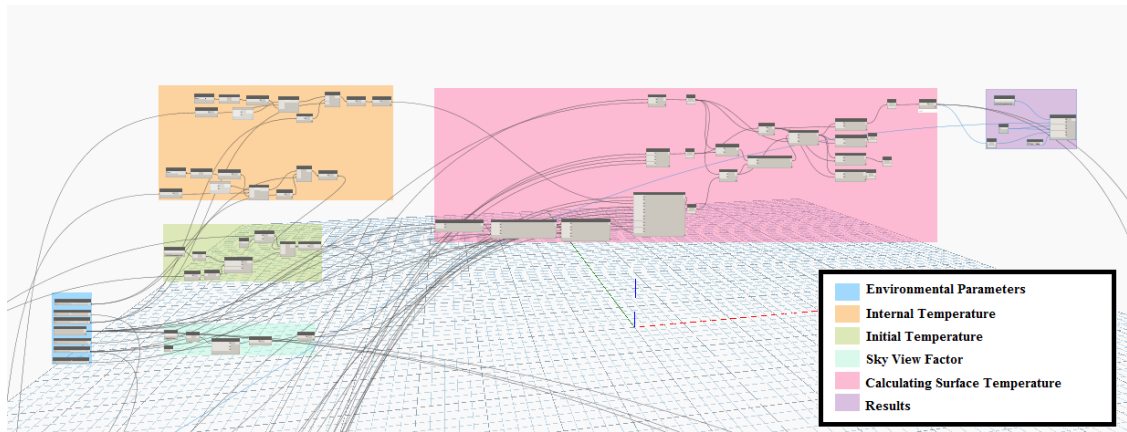 Environmental Parameters
Internal Temperature
Initial Temperature
Sky View Factor
Calculating Surface Temperature
Results